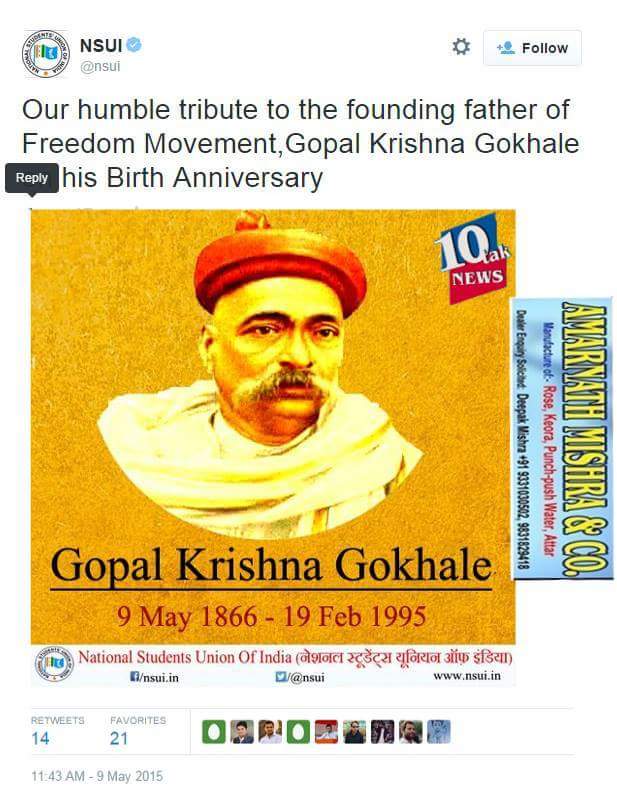 NSUI
@nsui
Follow
Our humble tribute to the founding father of
Freedom Movement,Gopal Krishna Gokhale
Reply his Birth Anniversary
10tak
NEWS
AMARNATH MISHRA & CO.
Manufacture of:- Rose, Keora, Punch-push Water, Attar
Dealer Enquiry Solicited: Deepak Mishra +91 9331030502, 9831829418
Gopal Krishna Gokhale
9 May 1866 - 19 Feb 1995
National Students Union Of India (नेशनल स्टूडेंट्स यूनियन ऑफ़ इंडिया)
/nsui.in /@nsui www.nsui.in
RETWEETS FAVORITES
14 21
11:43 AM - 9 May 2015